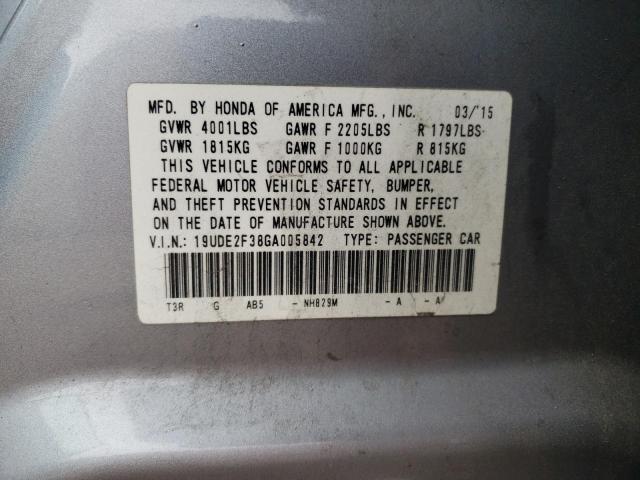 MFD. BY HONDA OF AMERICA MFG., INC. 03/'15
GVWR 4001LBS GAWR F 2205LBS R 1797LBS
GVWR 1815KG GAWR F 1000KG R 815KG
THIS VEHICLE CONFORMS TO ALL APPLICABLE
FEDERAL MOTOR VEHICLE SAFETY, BUMPER,
AND THEFT PREVENTION STANDARDS IN EFFECT
ON THE DATE OF MANUFACTURE SHOWN ABOVE.
V.I.N.: 19UDE2F38GA005842 TYPE: PASSENGER CAR
T3R G AB5 - NH829M - A - A